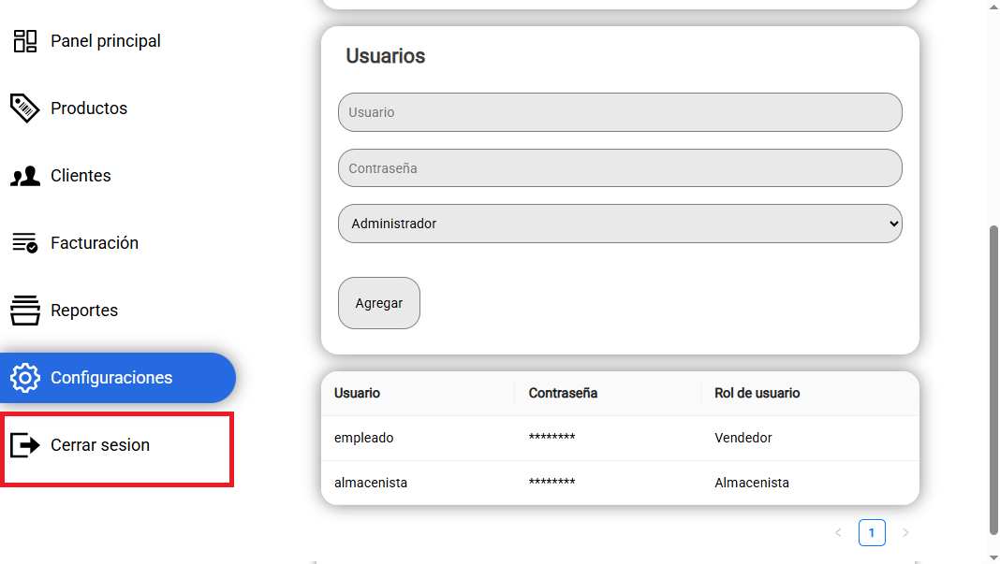 Panel principal
Productos
Clientes
Facturación
Reportes
Configuraciones
Cerrar sesion
Usuarios
Usuario
Contraseña
Administrador
Agregar
Usuario Contraseña Rol de usuario
empleado ******** Vendedor
almacenista ******** Almacenista
< 1 >